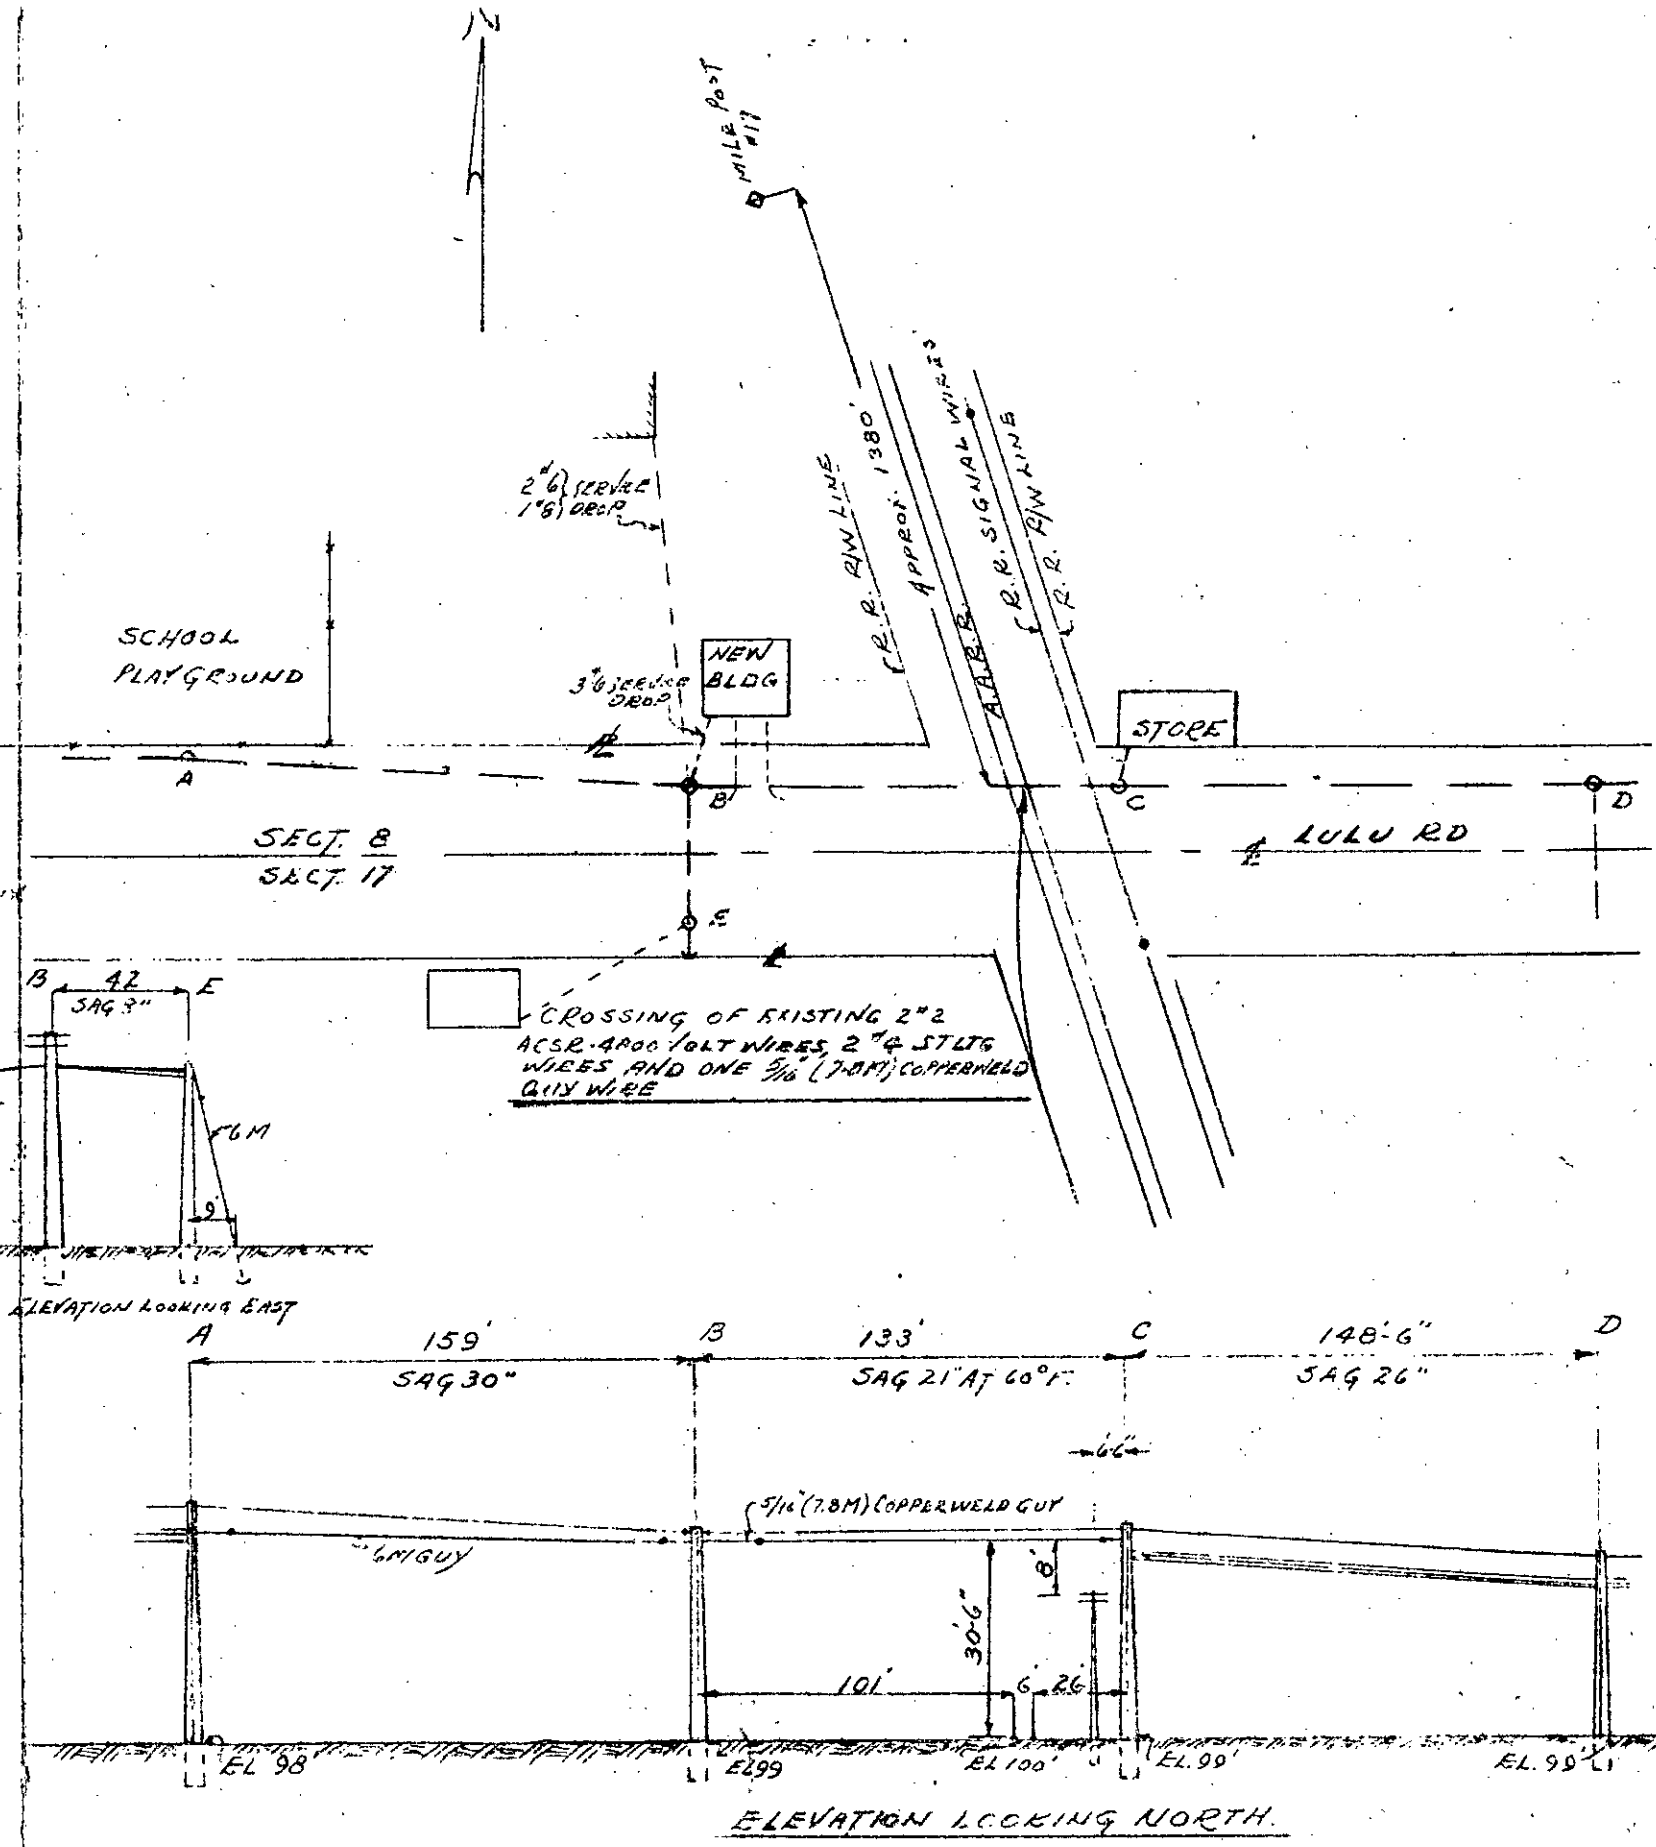 N
MILE POST
#17
R.R. R/W LINE
APPROX. 1380'
A.A.R.R.
R.R. SIGNAL WIRES
R.R. R/W LINE
2#6 SERVICE
1#8 DROP
SCHOOL
PLAYGROUND
3#6 SERVICE
DROP
NEW
BLDG
STORE
A
B
C
D
SECT. 8
SECT. 17
LULU RD
E
B 42 E
SAG 3"
CROSSING OF EXISTING 2#2
ACSR-4800 VOLT WIRES, 2#4 ST LTG
WIRES AND ONE 5/16" (7.8M) COPPERWELD
GUY WIRE
6M
9'
ELEVATION LOOKING EAST
A 159' B 133' C 148'-6" D
SAG 30" SAG 21" AT 60°F. SAG 26"
6'6"
5/16" (7.8M) COPPERWELD GUY
6M GUY
8'
30'-6"
101' 6' 26'
EL 98' EL 99 EL 100' EL. 99' EL. 99'
ELEVATION LOOKING NORTH.